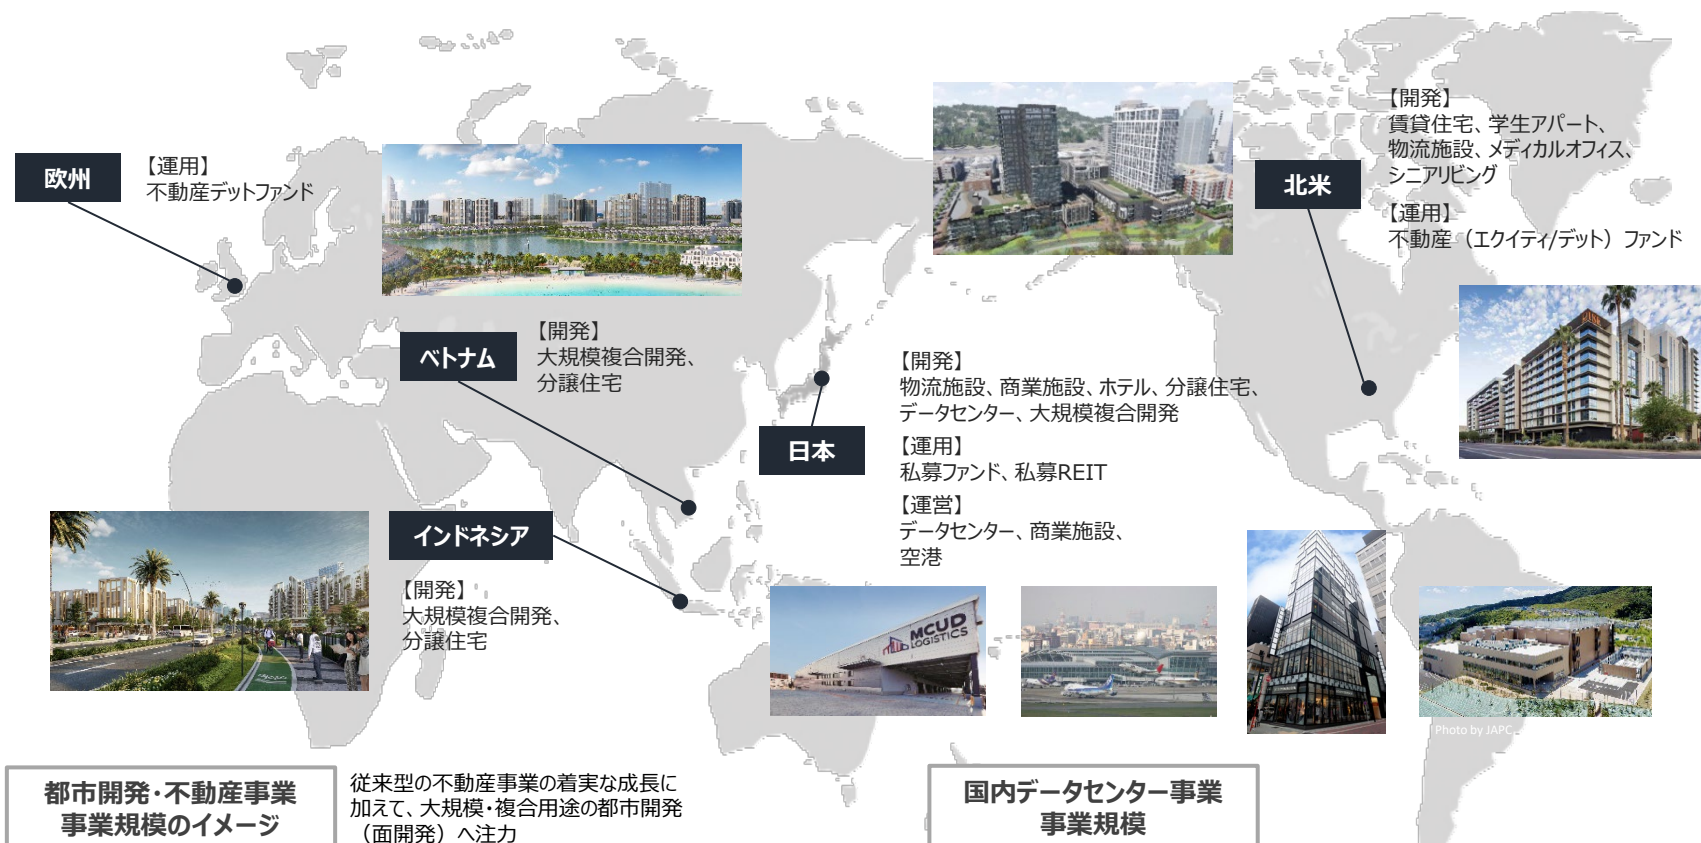 欧州
【運用】
不動産デットファンド
【開発】
賃貸住宅、学生アパート、
物流施設、メディカルオフィス、
シニアリビング
北米
【運用】
不動産（エクイティ/デット）ファンド
ベトナム
【開発】
大規模複合開発、
分譲住宅
日本
【開発】
物流施設、商業施設、ホテル、分譲住宅、
データセンター、大規模複合開発
【運用】
私募ファンド、私募REIT
【運営】
データセンター、商業施設、
空港
インドネシア
【開発】
大規模複合開発、
分譲住宅
MCUD
LOGISTICS
Photo by JAPC
都市開発・不動産事業
事業規模のイメージ
従来型の不動産事業の着実な成長に
加えて、大規模・複合用途の都市開発
（面開発）へ注力
国内データセンター事業
事業規模